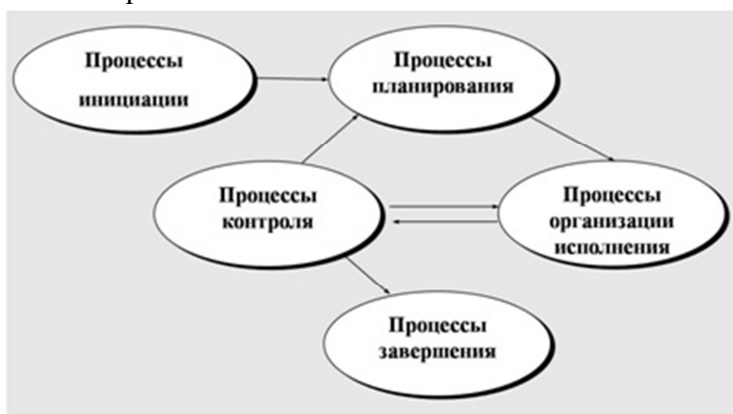 Процессы
инициации
Процессы
планирования
Процессы
контроля
Процессы
организации
исполнения
Процессы
завершения